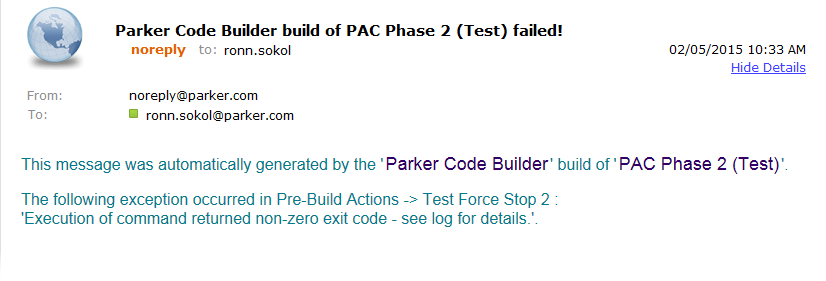 Parker Code Builder build of PAC Phase 2 (Test) failed!
noreply to: ronn.sokol 02/05/2015 10:33 AM
Hide Details
From: noreply@parker.com
To: ronn.sokol@parker.com
This message was automatically generated by the 'Parker Code Builder' build of 'PAC Phase 2 (Test)'.
The following exception occurred in Pre-Build Actions -> Test Force Stop 2 :
'Execution of command returned non-zero exit code - see log for details.'.